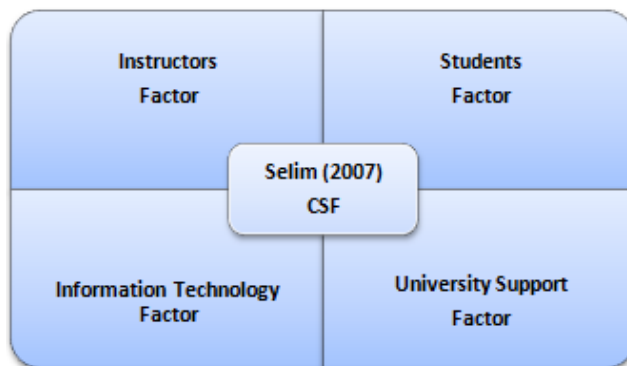 Instructors
Factor
Students
Factor
Selim (2007)
CSF
Information Technology
Factor
University Support
Factor